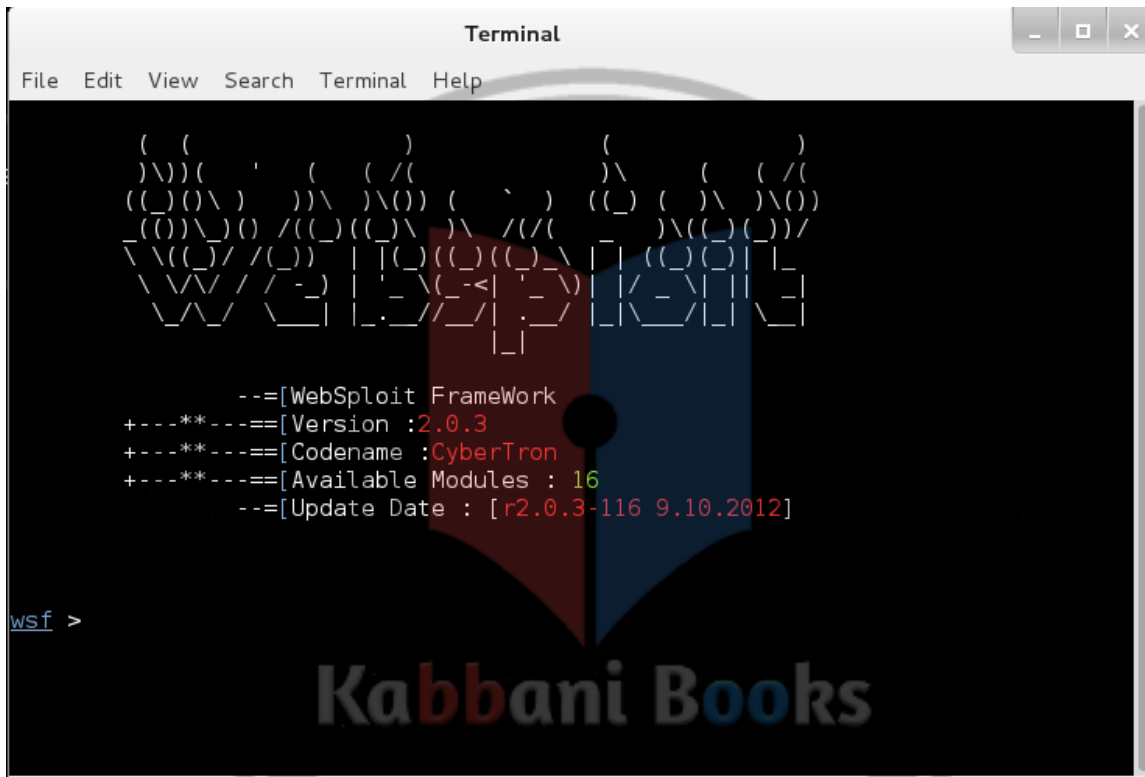 Terminal
File Edit View Search Terminal Help
Websploit
--=[WebSploit FrameWork
+---**---==[Version :2.0.3
+---**---==[Codename :CyberTron
+---**---==[Available Modules : 16
--=[Update Date : [r2.0.3-116 9.10.2012]
wsf >
Kabbani Books